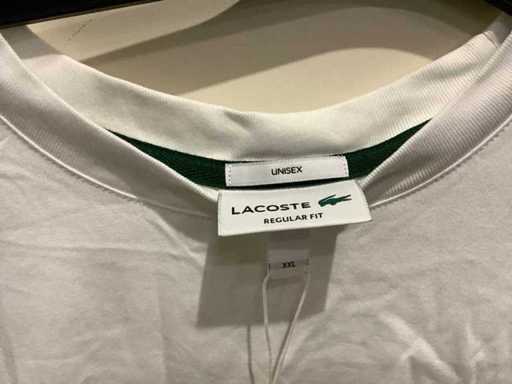 UNISEX
LACOSTE
REGULAR FIT
XXL